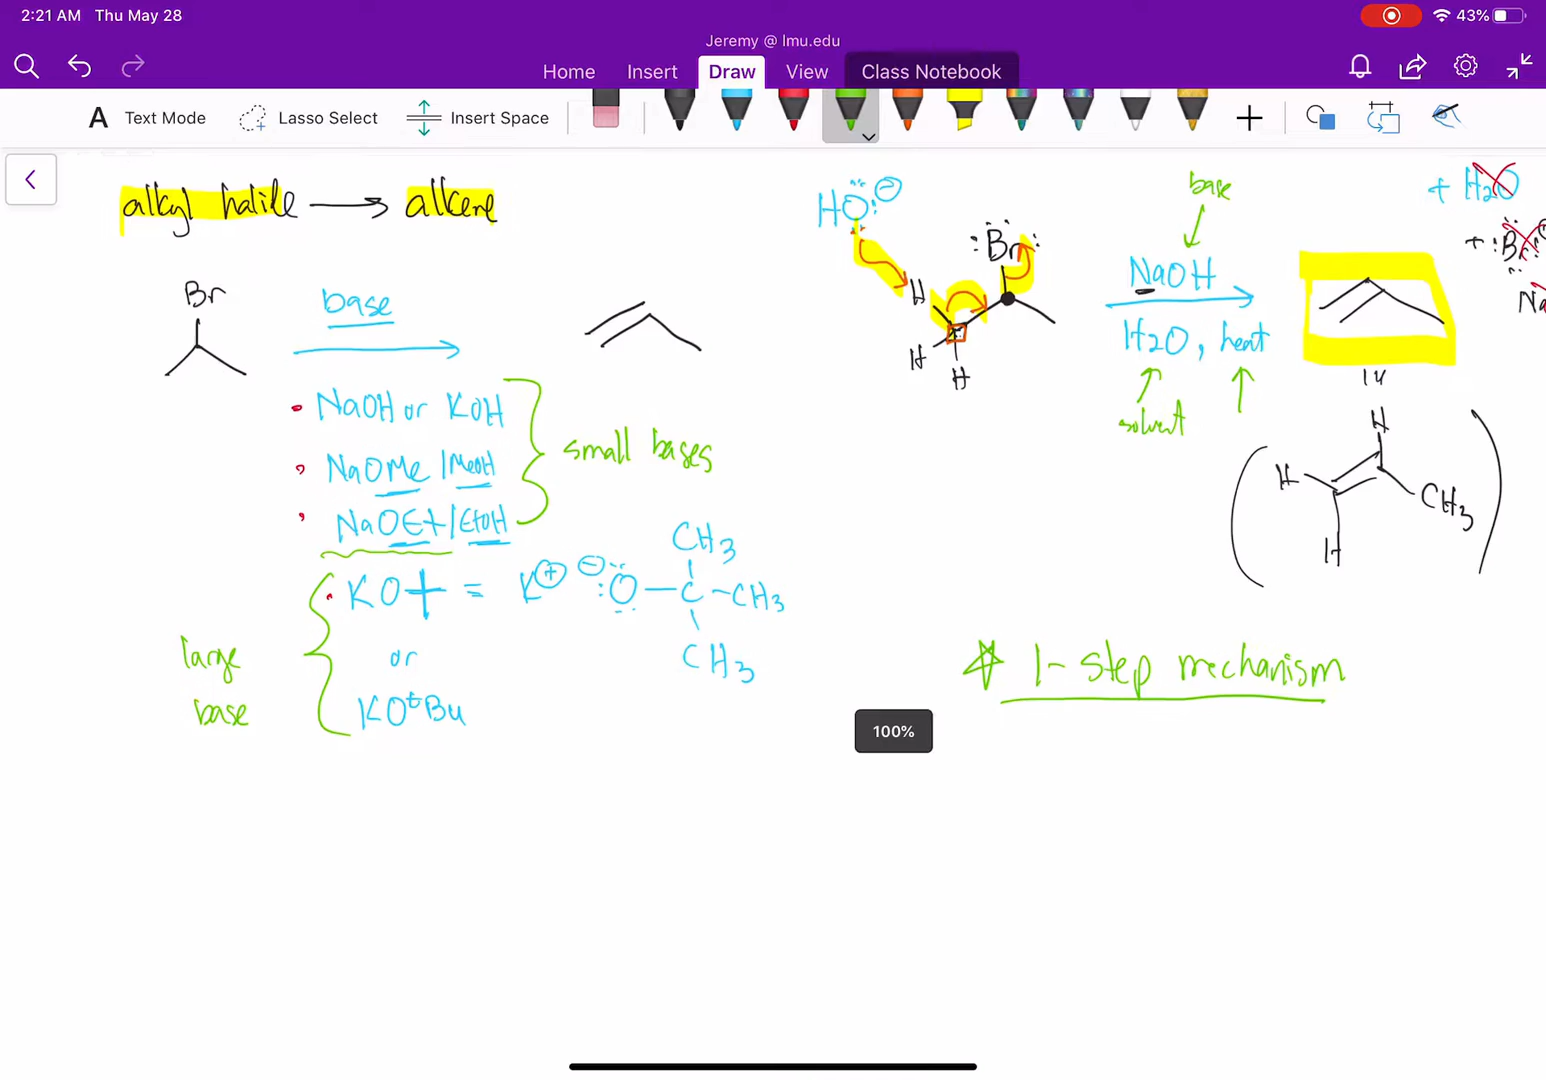 2:21 AM Thu May 28
43%
Jeremy @ lmu.edu
Home Insert Draw View Class Notebook
A Text Mode Lasso Select Insert Space
alkyl halide → alkene
Br
base
NaOH or KOH
NaOMe / MeOH
NaOEt / EtOH
small bases
KO = K⊕ ⊖ :O — C – CH3
CH3
CH3
or
KOtBu
large
base
HO: ⊖
:Br:
H
H
H
base
NaOH
H2O, heat
solvent
+ H2O
+ :Br
Na
H
H
CH3
H
1-step mechanism
100%